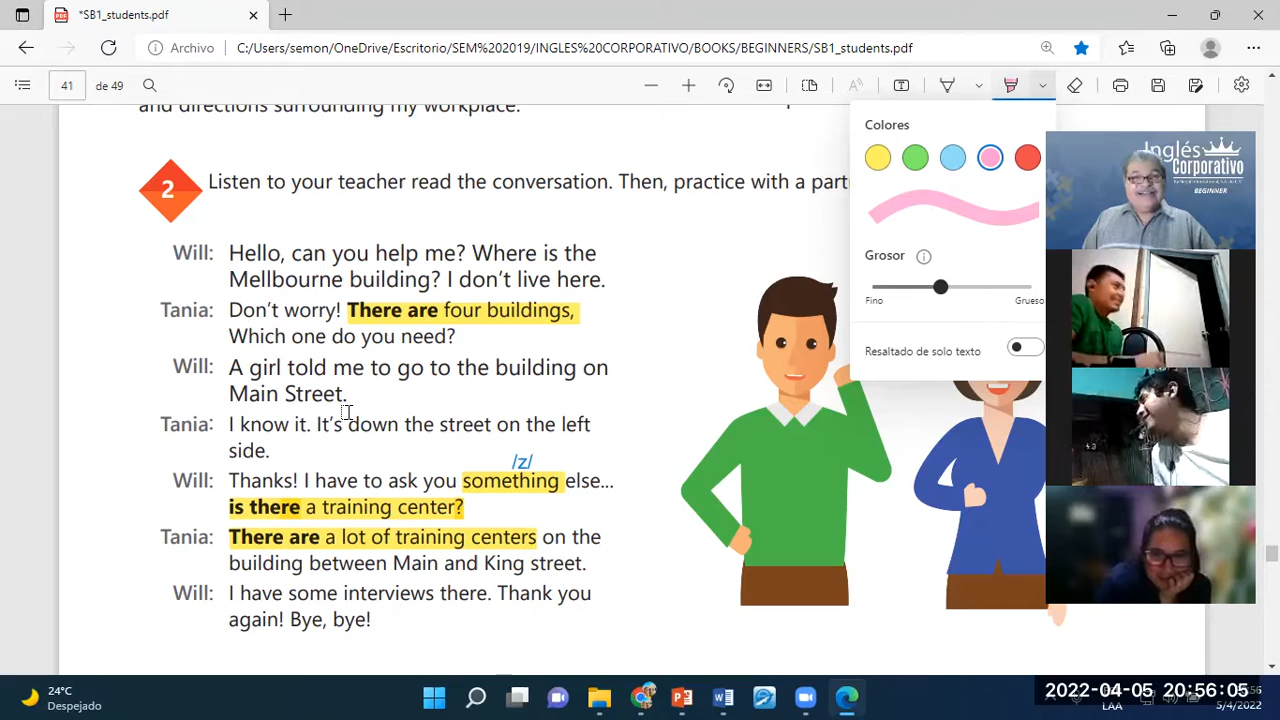 *SB1_students.pdf
Archivo
C:/Users/semon/OneDrive/Escritorio/SEM%202019/INGLES%20CORPORATIVO/BOOKS/BEGINNERS/SB1_students.pdf
41 de 49
and directions surrounding my workplace.
2 Listen to your teacher read the conversation. Then, practice with a part
Will: Hello, can you help me? Where is the
Mellbourne building? I don't live here.
Tania: Don't worry! There are four buildings,
Which one do you need?
Will: A girl told me to go to the building on
Main Street.
Tania: I know it. It's down the street on the left
side.
/z/
Will: Thanks! I have to ask you something else...
is there a training center?
Tania: There are a lot of training centers on the
building between Main and King street.
Will: I have some interviews there. Thank you
again! Bye, bye!
Colores
Grosor
Fino Grueso
Resaltado de solo texto
Inglés
Corporativo
BEGINNER
24°C
Despejado
LAA
5/4/2022
2022-04-05 20:56:05